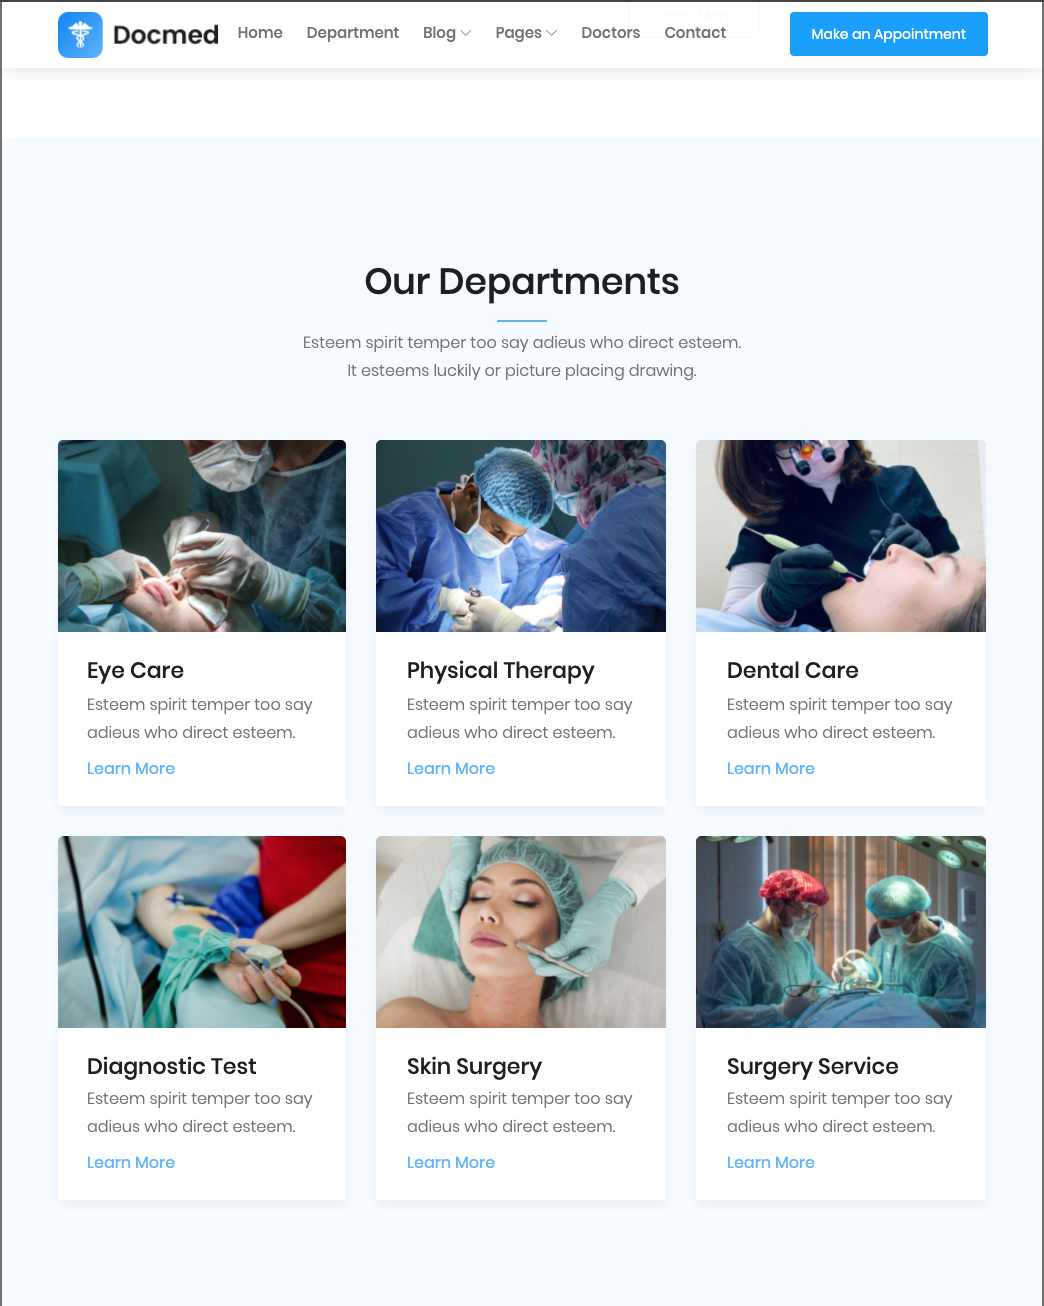 Docmed Home Department Blog Pages Doctors Contact Make an Appointment
Our Departments
Esteem spirit temper too say adieus who direct esteem.
It esteems luckily or picture placing drawing.
Eye Care
Esteem spirit temper too say
adieus who direct esteem.
Learn More
Physical Therapy
Esteem spirit temper too say
adieus who direct esteem.
Learn More
Dental Care
Esteem spirit temper too say
adieus who direct esteem.
Learn More
Diagnostic Test
Esteem spirit temper too say
adieus who direct esteem.
Learn More
Skin Surgery
Esteem spirit temper too say
adieus who direct esteem.
Learn More
Surgery Service
Esteem spirit temper too say
adieus who direct esteem.
Learn More